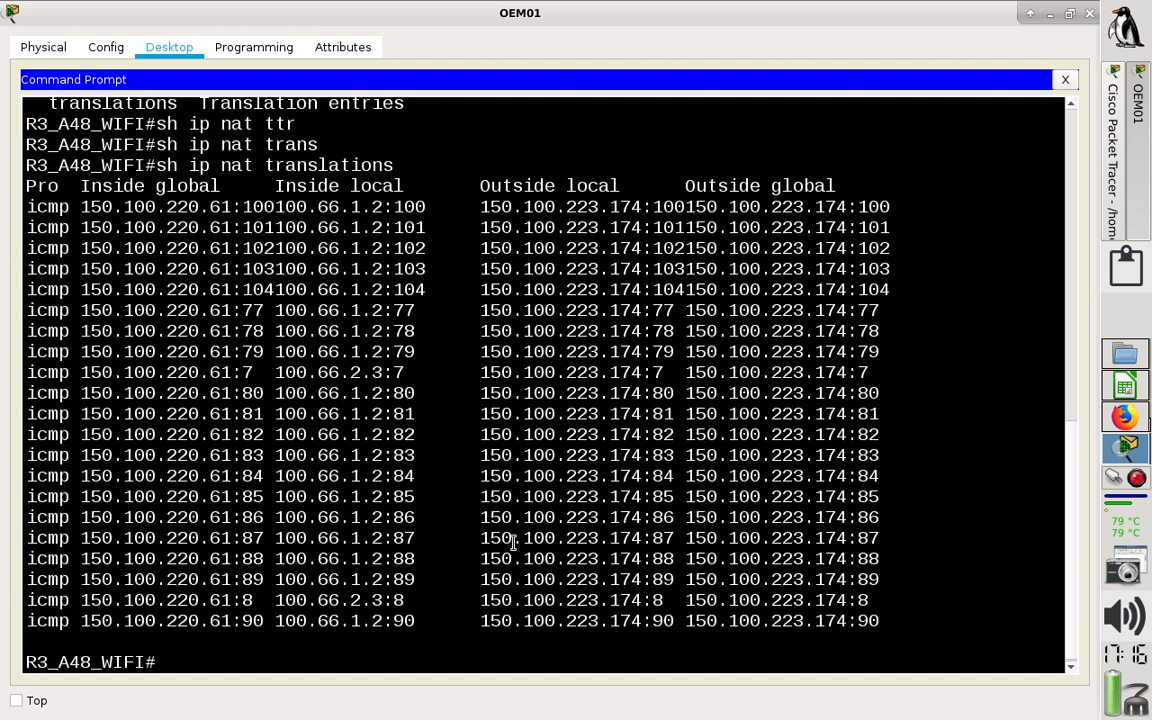 OEM01
Physical Config Desktop Programming Attributes
Command Prompt X
translations Translation entries
R3_A48_WIFI#sh ip nat ttr
R3_A48_WIFI#sh ip nat trans
R3_A48_WIFI#sh ip nat translations
Pro Inside global Inside local Outside local Outside global
icmp 150.100.220.61:100100.66.1.2:100 150.100.223.174:100150.100.223.174:100
icmp 150.100.220.61:101100.66.1.2:101 150.100.223.174:101150.100.223.174:101
icmp 150.100.220.61:102100.66.1.2:102 150.100.223.174:102150.100.223.174:102
icmp 150.100.220.61:103100.66.1.2:103 150.100.223.174:103150.100.223.174:103
icmp 150.100.220.61:104100.66.1.2:104 150.100.223.174:104150.100.223.174:104
icmp 150.100.220.61:77 100.66.1.2:77 150.100.223.174:77 150.100.223.174:77
icmp 150.100.220.61:78 100.66.1.2:78 150.100.223.174:78 150.100.223.174:78
icmp 150.100.220.61:79 100.66.1.2:79 150.100.223.174:79 150.100.223.174:79
icmp 150.100.220.61:7 100.66.2.3:7 150.100.223.174:7 150.100.223.174:7
icmp 150.100.220.61:80 100.66.1.2:80 150.100.223.174:80 150.100.223.174:80
icmp 150.100.220.61:81 100.66.1.2:81 150.100.223.174:81 150.100.223.174:81
icmp 150.100.220.61:82 100.66.1.2:82 150.100.223.174:82 150.100.223.174:82
icmp 150.100.220.61:83 100.66.1.2:83 150.100.223.174:83 150.100.223.174:83
icmp 150.100.220.61:84 100.66.1.2:84 150.100.223.174:84 150.100.223.174:84
icmp 150.100.220.61:85 100.66.1.2:85 150.100.223.174:85 150.100.223.174:85
icmp 150.100.220.61:86 100.66.1.2:86 150.100.223.174:86 150.100.223.174:86
icmp 150.100.220.61:87 100.66.1.2:87 150.100.223.174:87 150.100.223.174:87
icmp 150.100.220.61:88 100.66.1.2:88 150.100.223.174:88 150.100.223.174:88
icmp 150.100.220.61:89 100.66.1.2:89 150.100.223.174:89 150.100.223.174:89
icmp 150.100.220.61:8 100.66.2.3:8 150.100.223.174:8 150.100.223.174:8
icmp 150.100.220.61:90 100.66.1.2:90 150.100.223.174:90 150.100.223.174:90
R3_A48_WIFI#
Top
Cisco Packet Tracer - /hom
OEM01
79 °C
79 °C
17:16